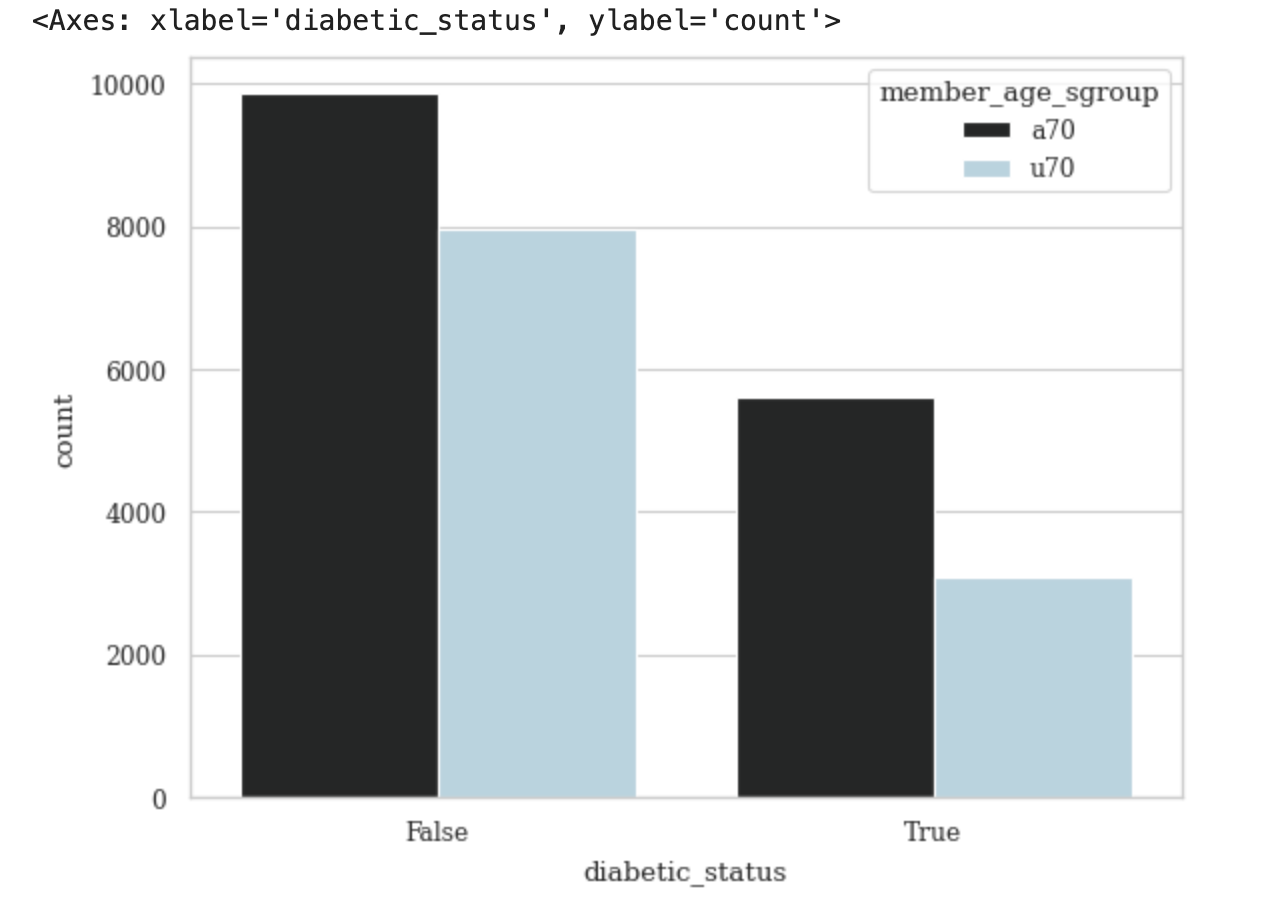 <Axes: xlabel='diabetic_status', ylabel='count'>
10000
8000
6000
4000
2000
0
count
member_age_sgroup
a70
u70
False
True
diabetic_status